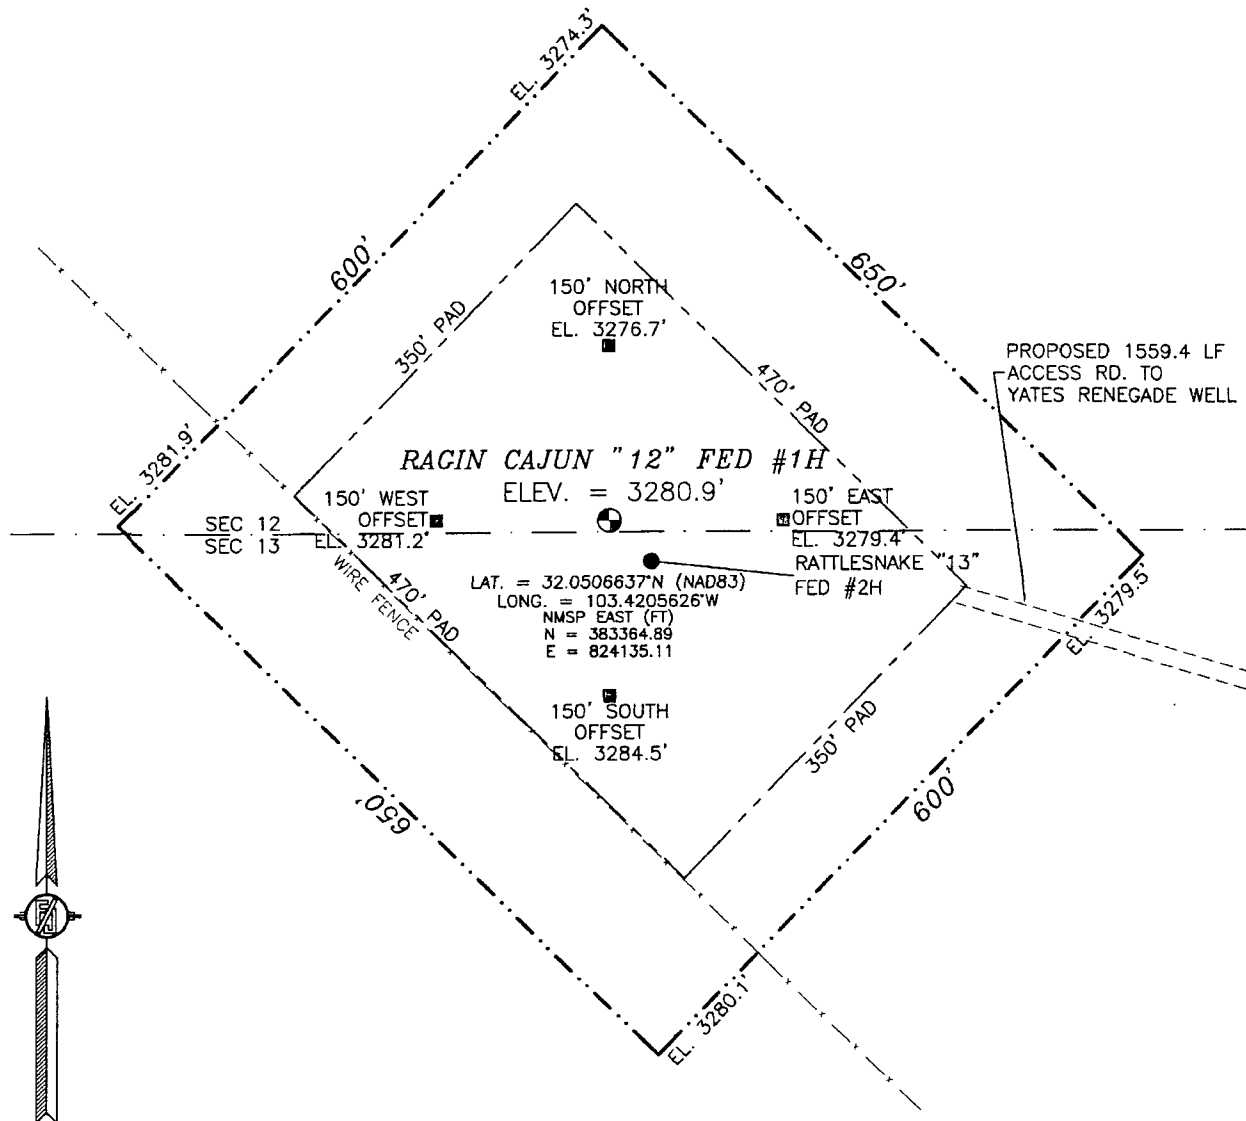 EL. 3274.3'
600'
650'
150' NORTH
OFFSET
EL. 3276.7'
350' PAD
470' PAD
PROPOSED 1559.4 LF
ACCESS RD. TO
YATES RENEGADE WELL
EL. 3281.9'
RAGIN CAJUN "12" FED #1H
ELEV. = 3280.9'
150' WEST
OFFSET
EL. 3281.2'
150' EAST
OFFSET
EL. 3279.4'
SEC 12
SEC 13
RATTLESNAKE "13"
FED #2H
WIRE FENCE
470' PAD
LAT. = 32.0506637°N (NAD83)
LONG. = 103.4205626°W
NMSP EAST (FT)
N = 383364.89
E = 824135.11
EL. 3279.5'
150' SOUTH
OFFSET
EL. 3284.5'
350' PAD
650'
600'
EL. 3280.1'